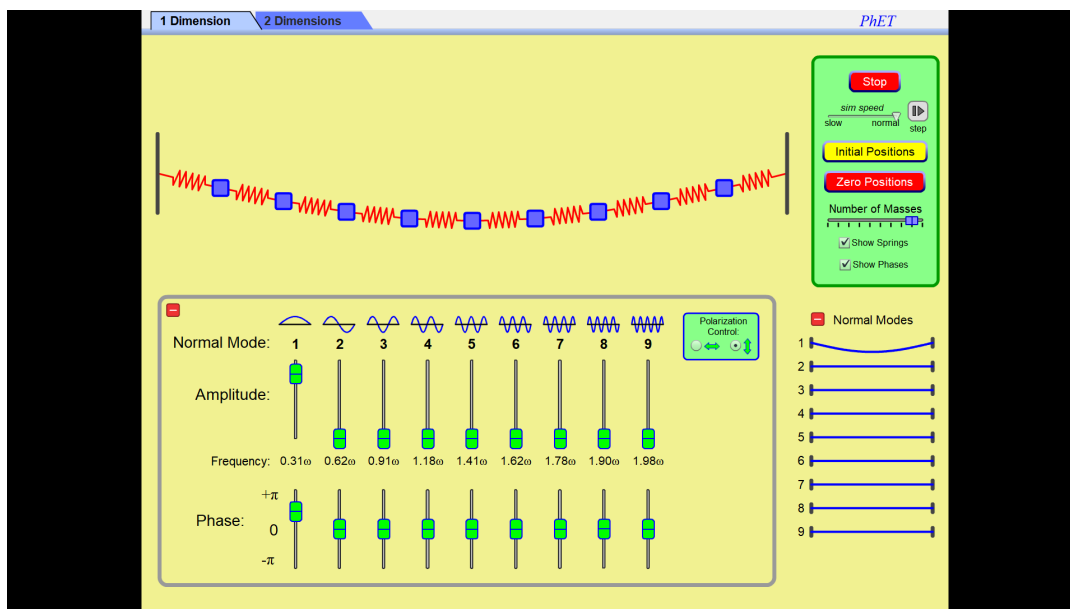 1 Dimension 2 Dimensions PhET
Stop
sim speed
slow normal step
Initial Positions
Zero Positions
Number of Masses
Show Springs
Show Phases
Normal Mode: 1 2 3 4 5 6 7 8 9
Polarization
Control:
Amplitude:
Frequency: 0.31ω 0.62ω 0.91ω 1.18ω 1.41ω 1.62ω 1.78ω 1.90ω 1.98ω
+π
Phase: 0
-π
Normal Modes
1
2
3
4
5
6
7
8
9